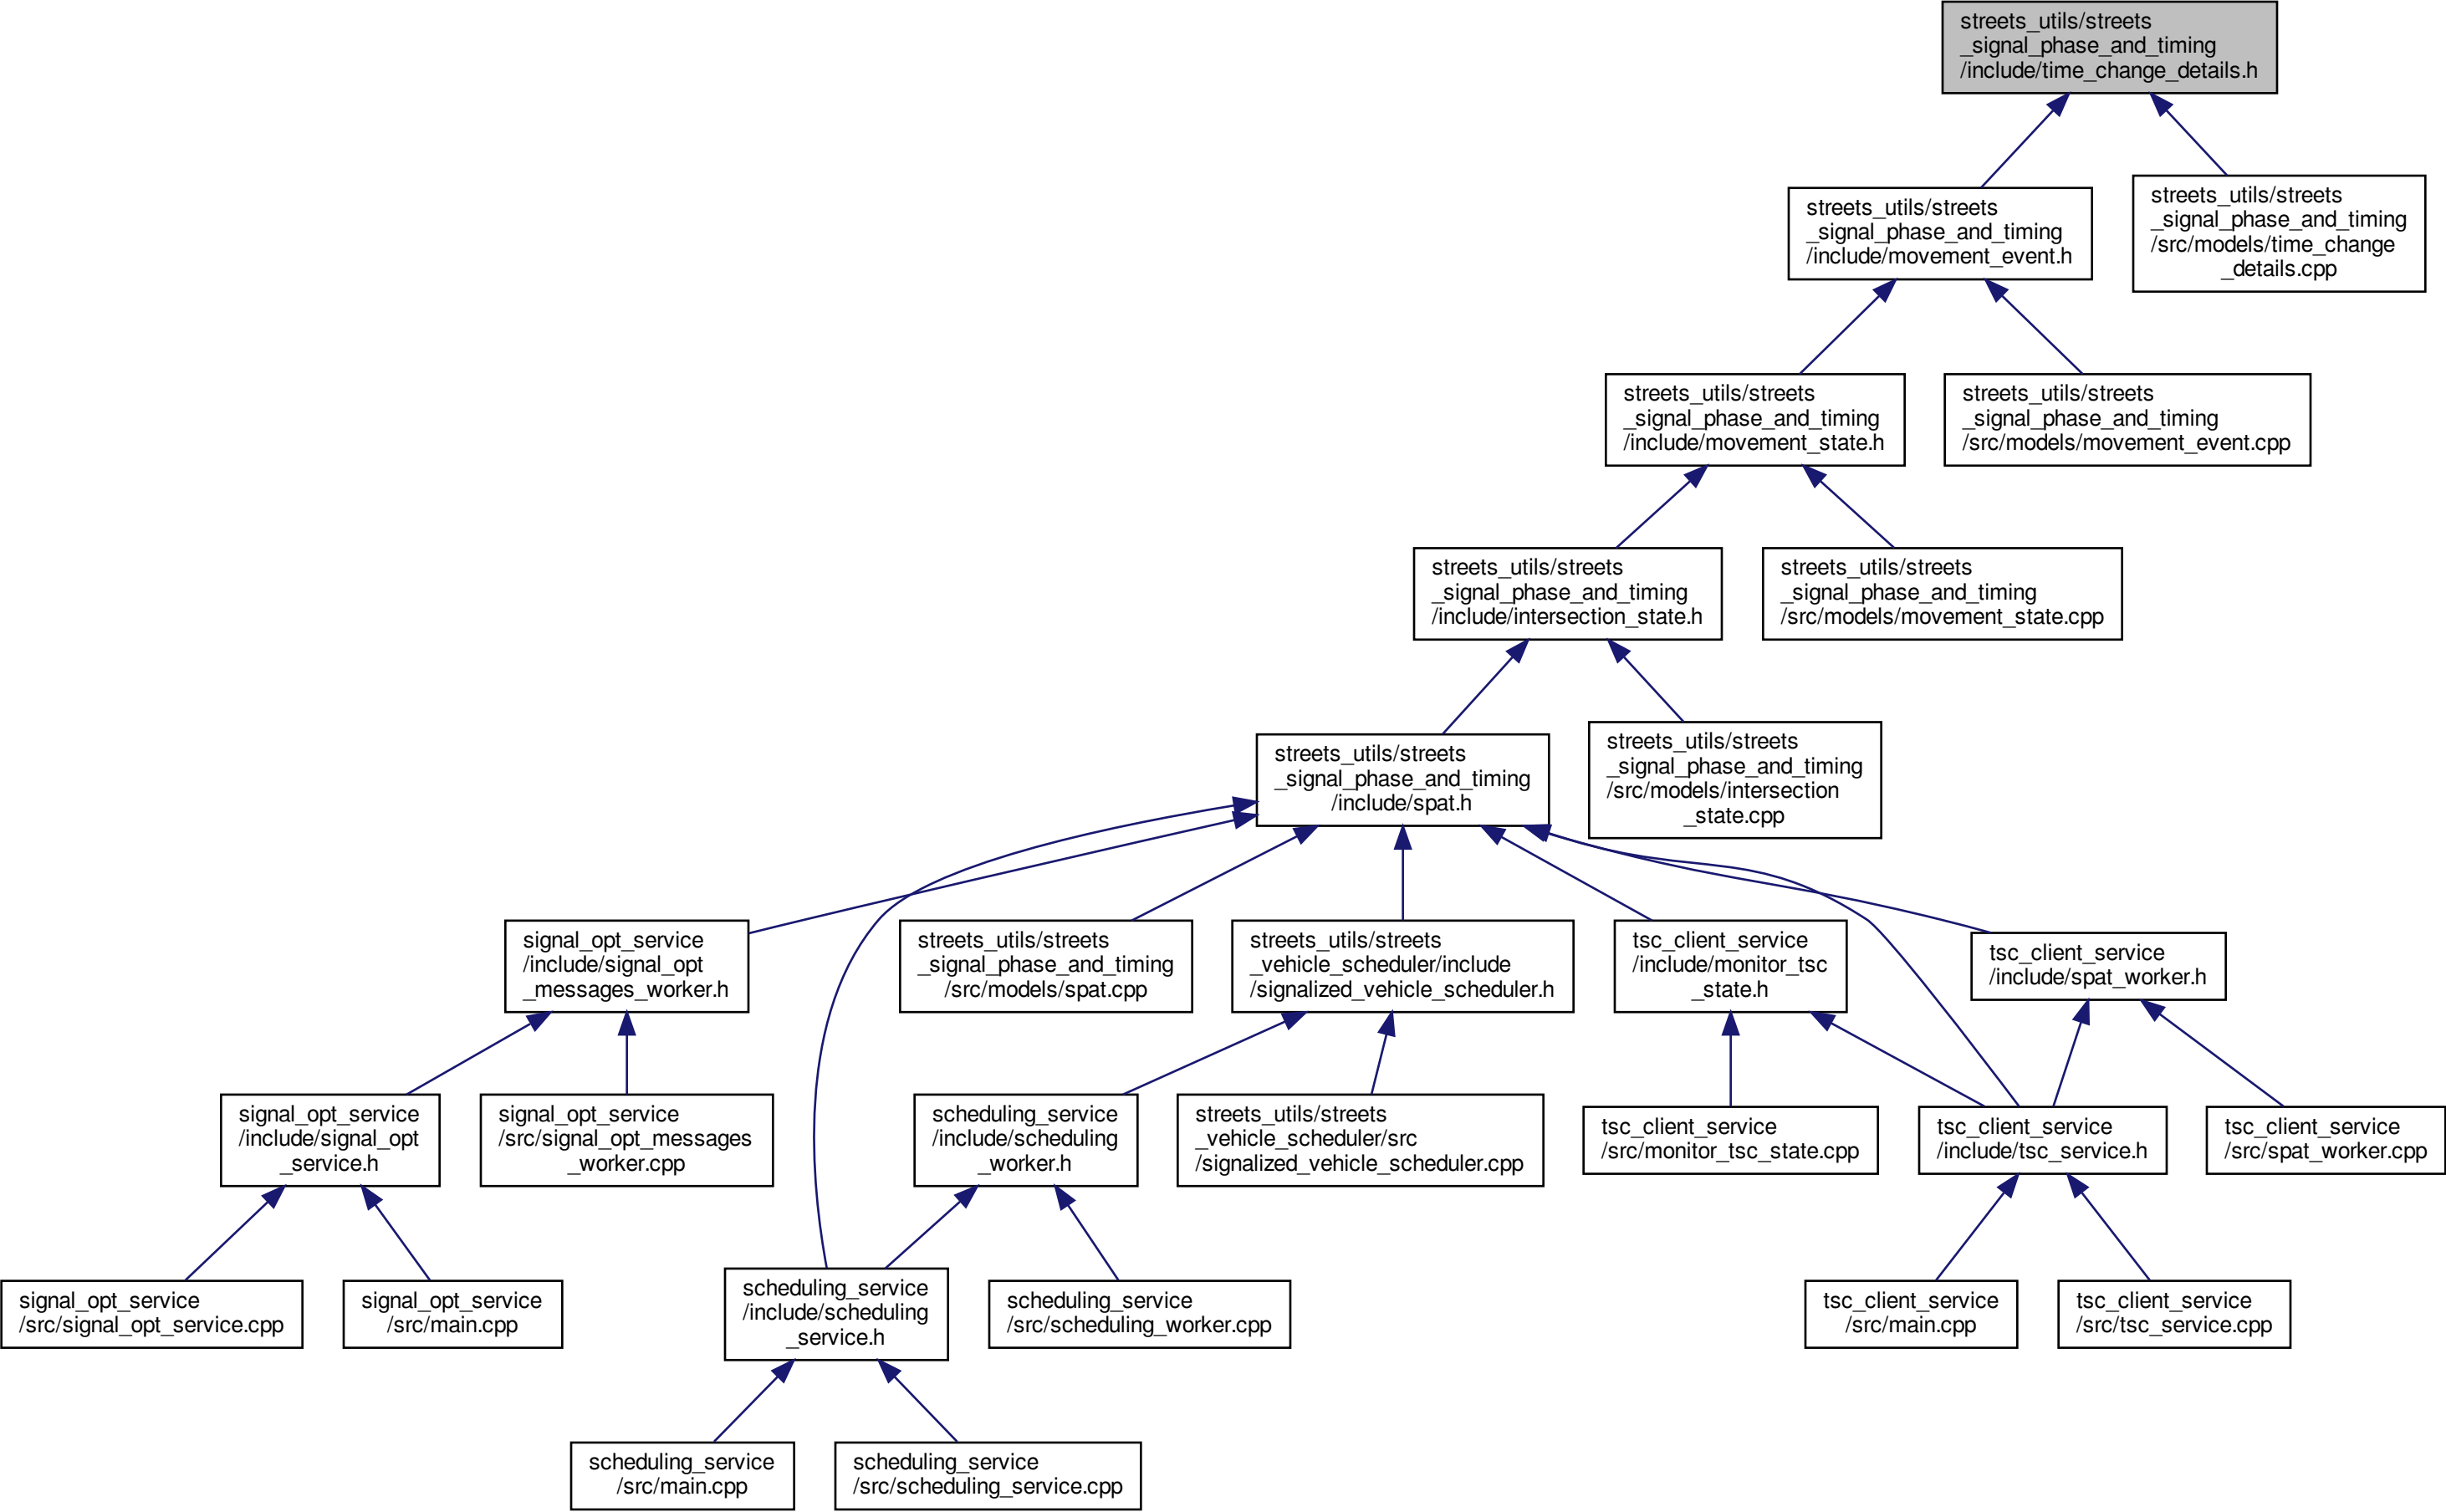 streets_utils/streets
_signal_phase_and_timing
/include/time_change_details.h
streets_utils/streets
_signal_phase_and_timing
/include/movement_event.h
streets_utils/streets
_signal_phase_and_timing
/src/models/time_change
_details.cpp
streets_utils/streets
_signal_phase_and_timing
/include/movement_state.h
streets_utils/streets
_signal_phase_and_timing
/src/models/movement_event.cpp
streets_utils/streets
_signal_phase_and_timing
/include/intersection_state.h
streets_utils/streets
_signal_phase_and_timing
/src/models/movement_state.cpp
streets_utils/streets
_signal_phase_and_timing
/include/spat.h
streets_utils/streets
_signal_phase_and_timing
/src/models/intersection
_state.cpp
signal_opt_service
/include/signal_opt
_messages_worker.h
streets_utils/streets
_signal_phase_and_timing
/src/models/spat.cpp
streets_utils/streets
_vehicle_scheduler/include
/signalized_vehicle_scheduler.h
tsc_client_service
/include/monitor_tsc
_state.h
tsc_client_service
/include/spat_worker.h
signal_opt_service
/include/signal_opt
_service.h
signal_opt_service
/src/signal_opt_messages
_worker.cpp
scheduling_service
/include/scheduling
_worker.h
streets_utils/streets
_vehicle_scheduler/src
/signalized_vehicle_scheduler.cpp
tsc_client_service
/src/monitor_tsc_state.cpp
tsc_client_service
/include/tsc_service.h
tsc_client_service
/src/spat_worker.cpp
signal_opt_service
/src/signal_opt_service.cpp
signal_opt_service
/src/main.cpp
scheduling_service
/include/scheduling
_service.h
scheduling_service
/src/scheduling_worker.cpp
tsc_client_service
/src/main.cpp
tsc_client_service
/src/tsc_service.cpp
scheduling_service
/src/main.cpp
scheduling_service
/src/scheduling_service.cpp